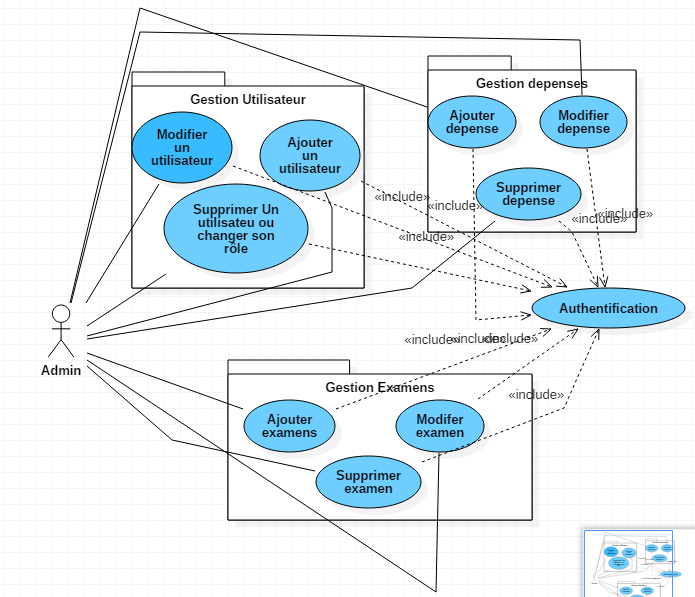 Gestion Utilisateur
Modifier
un
utilisateur
Ajouter
un
utilisateur
Supprimer Un
utilisateu ou
changer son
rôle
Gestion depenses
Ajouter
depense
Modifier
depense
Supprimer
depense
«include»
«include»
«include»
«include»
«include»
Authentification
Admin
«include»
«include»
«include»
«include»
Gestion Examens
Ajouter
examens
Modifer
examen
Supprimer
examen